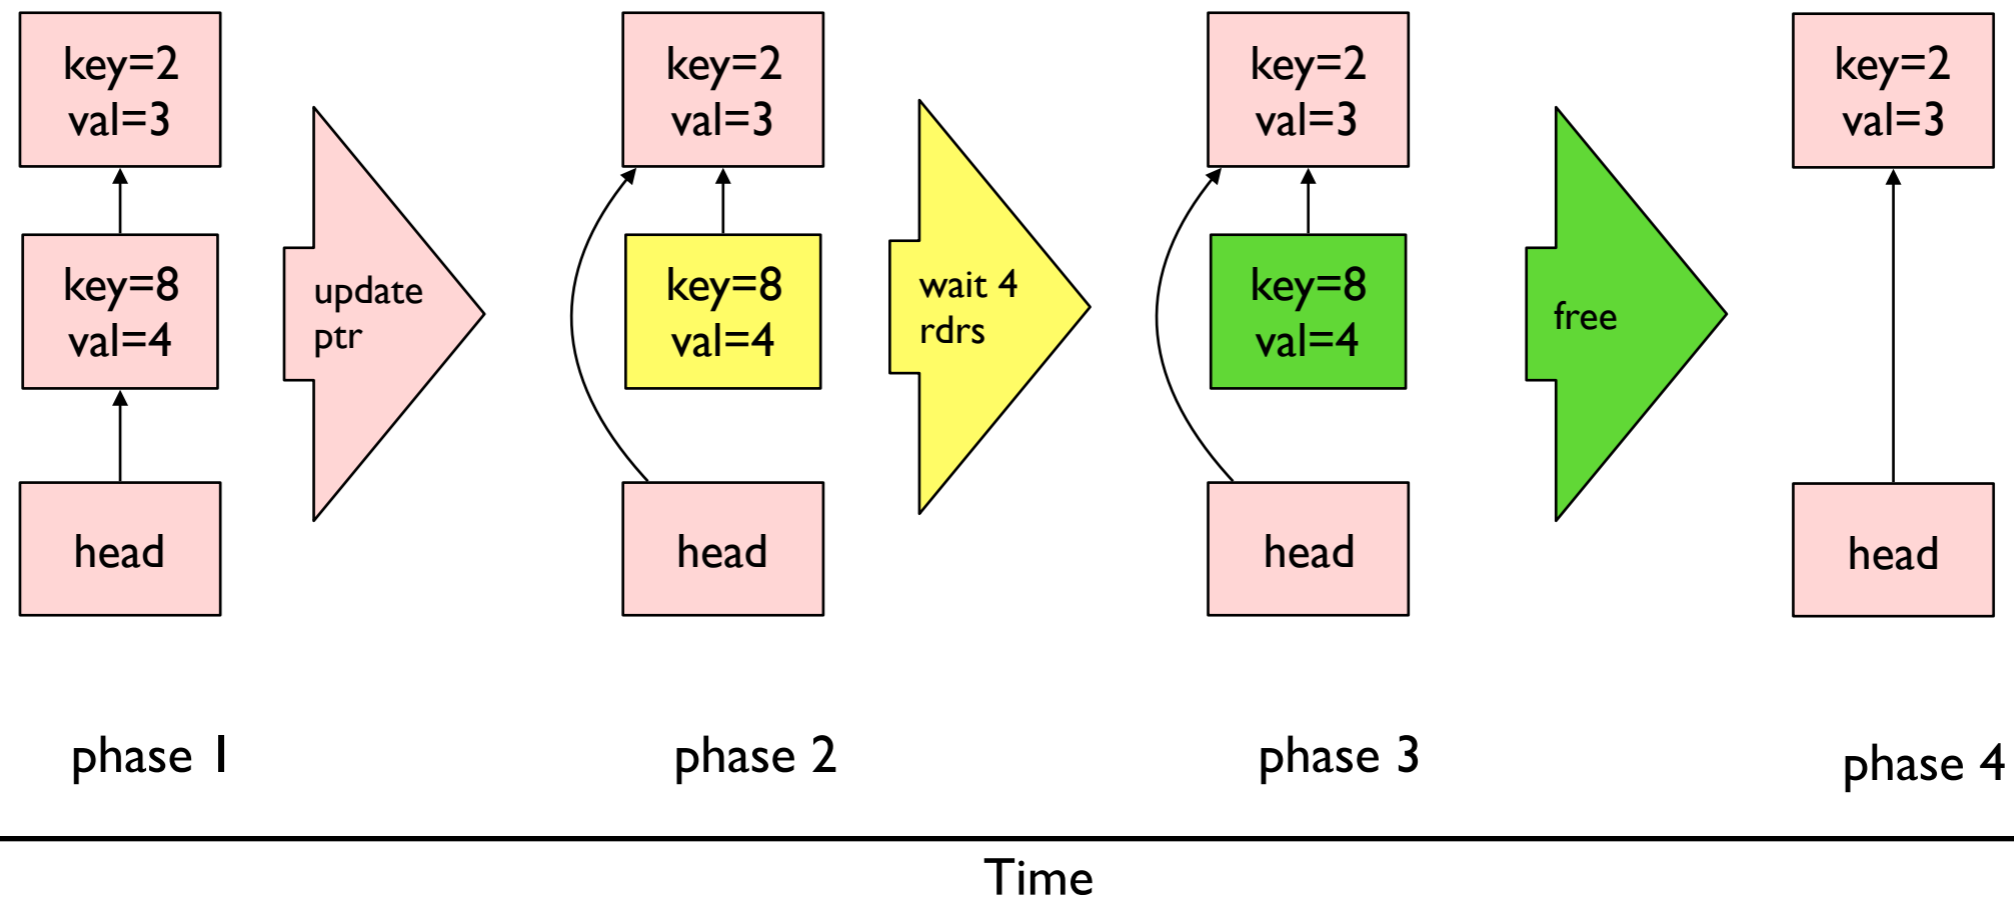 key=2
val=3
key=8
val=4
head
phase 1
update
ptr
key=2
val=3
key=8
val=4
head
phase 2
wait 4
rdrs
key=2
val=3
key=8
val=4
head
phase 3
free
key=2
val=3
head
phase 4
Time